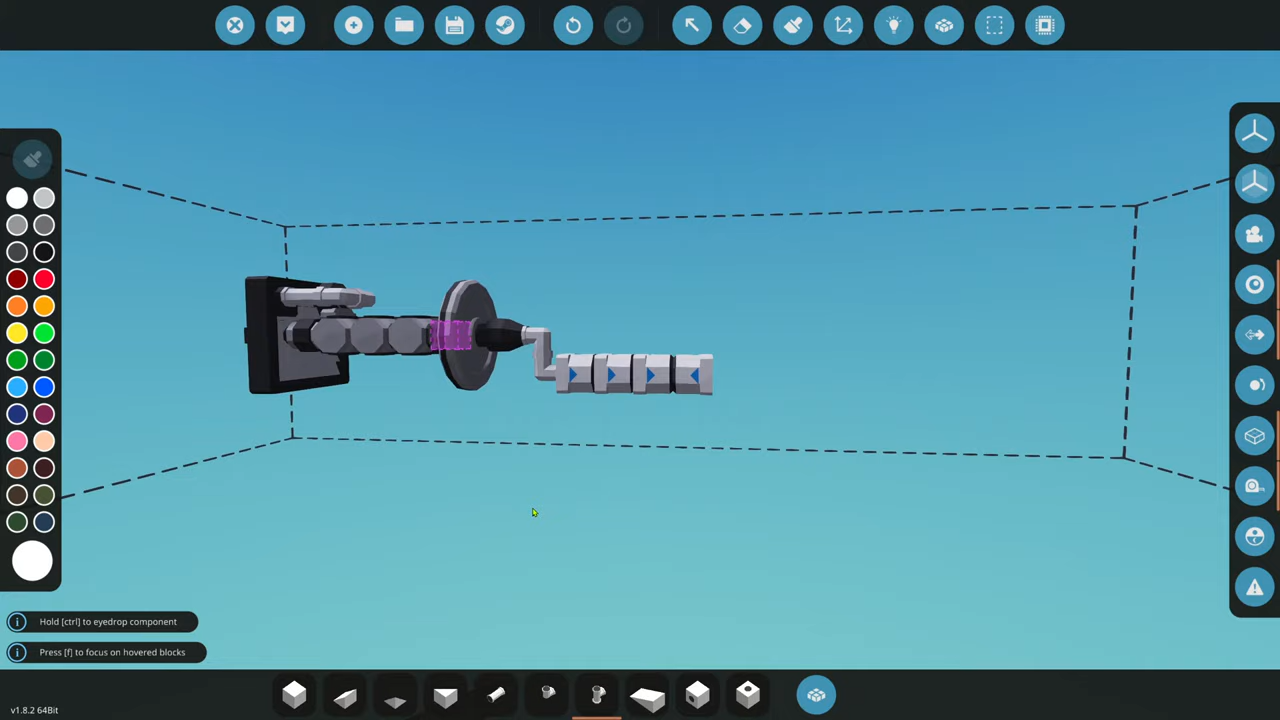 Hold [ctrl] to eyedrop component
Press [f] to focus on hovered blocks
v1.8.2 64Bit